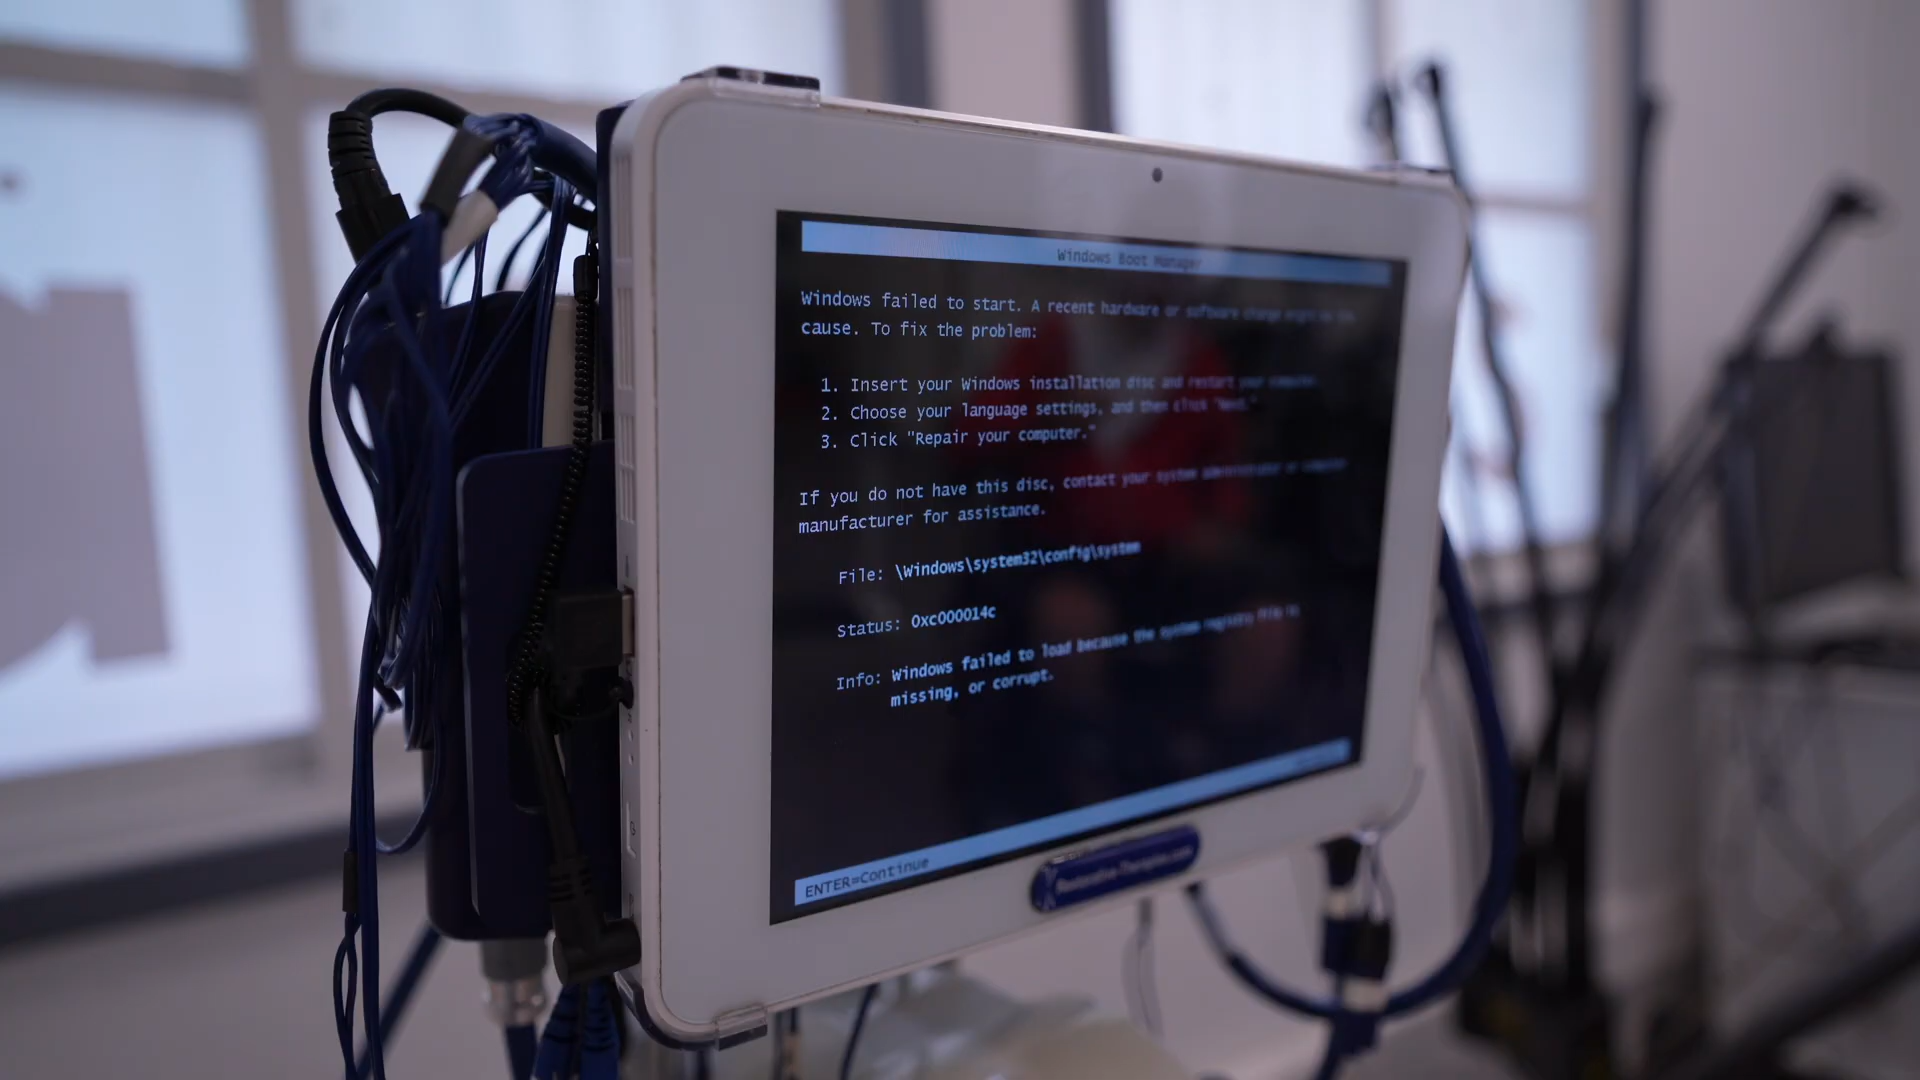 Windows Boot Manager
Windows failed to start. A recent hardware or software change might be the
cause. To fix the problem:
1. Insert your Windows installation disc and restart your computer.
2. Choose your language settings, and then click "Next."
3. Click "Repair your computer."
If you do not have this disc, contact your system administrator or computer
manufacturer for assistance.
File: \Windows\system32\config\system
Status: 0xc000014c
Info: Windows failed to load because the system registry file is
missing, or corrupt.
ENTER=Continue
Restorative-Therapies.com